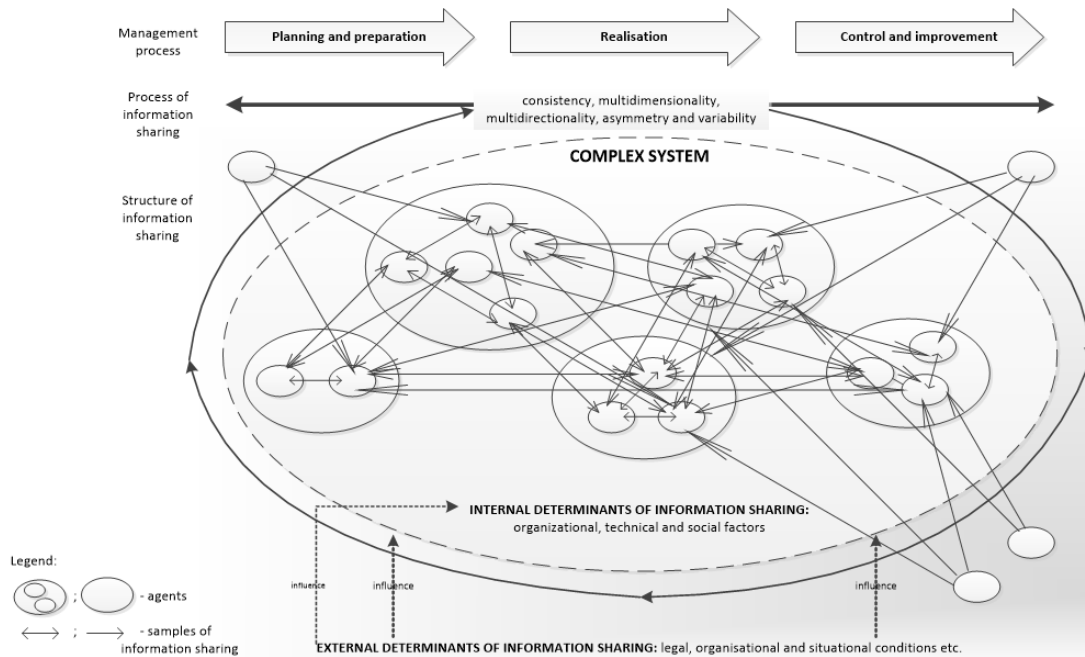 Management
process
Planning and preparation
Realisation
Control and improvement
Process of
information
sharing
consistency, multidimensionality,
multidirectionality, asymmetry and variability
COMPLEX SYSTEM
Structure of
information
sharing
INTERNAL DETERMINANTS OF INFORMATION SHARING:
organizational, technical and social factors
influence
influence
influence
Legend:
; - agents
; - samples of
information sharing
EXTERNAL DETERMINANTS OF INFORMATION SHARING: legal, organisational and situational conditions etc.